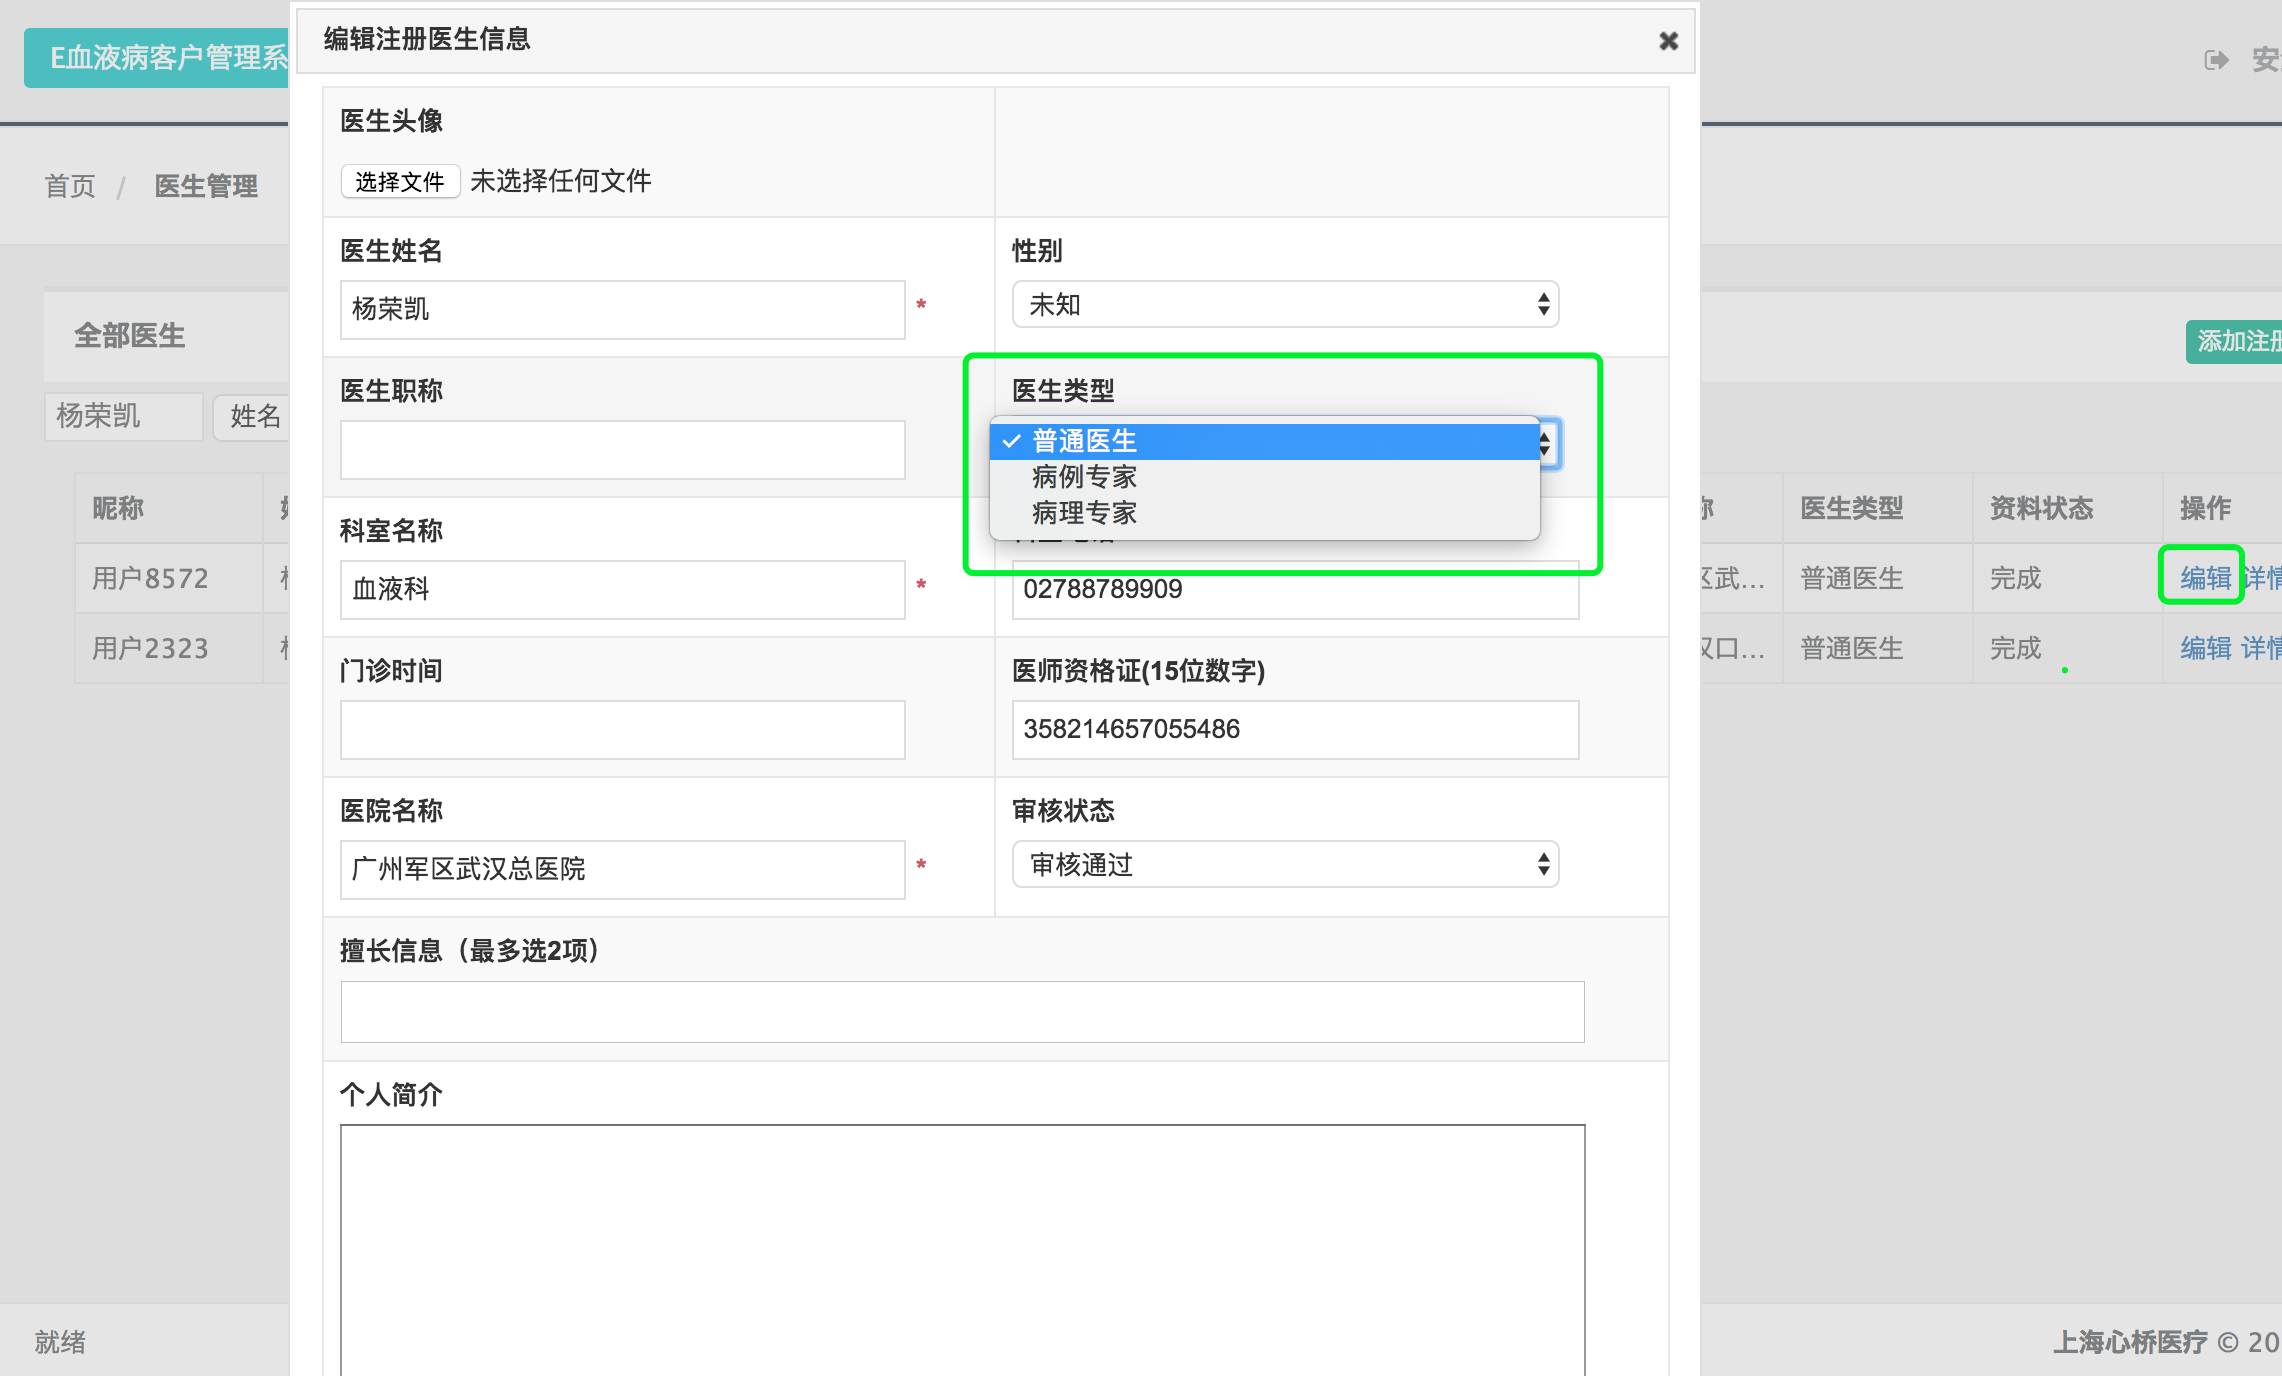 编辑注册医生信息
E血液病客户管理系
安
首页 / 医生管理
医生头像
选择文件 未选择任何文件
医生姓名
性别
杨荣凯 *
未知
全部医生
添加注册
医生职称
医生类型
杨荣凯 姓名
普通医生
病例专家
病理专家
昵称
医生类型 资料状态 操作
科室名称
用户8572
血液科 *
02788789909
区武... 普通医生 完成 编辑 详情
用户2323
汉口... 普通医生 完成 编辑 详情
门诊时间
医师资格证(15位数字)
358214657055486
医院名称
审核状态
广州军区武汉总医院 *
审核通过
擅长信息（最多选2项）
个人简介
就绪
上海心桥医疗 © 20